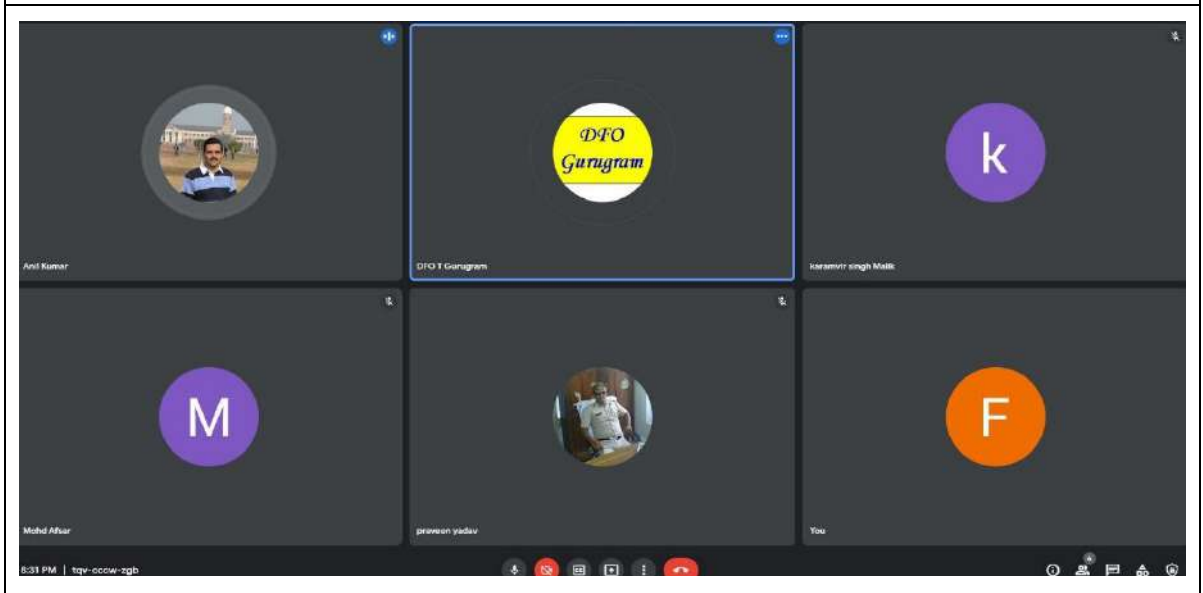 DFO
Gurugram
k
Anil Kumar
DFO T Gurugram
karamvir singh Malik
M
F
Mohd Afsar
praveen yadav
You
8:31 PM | tqv-cccw-zgb